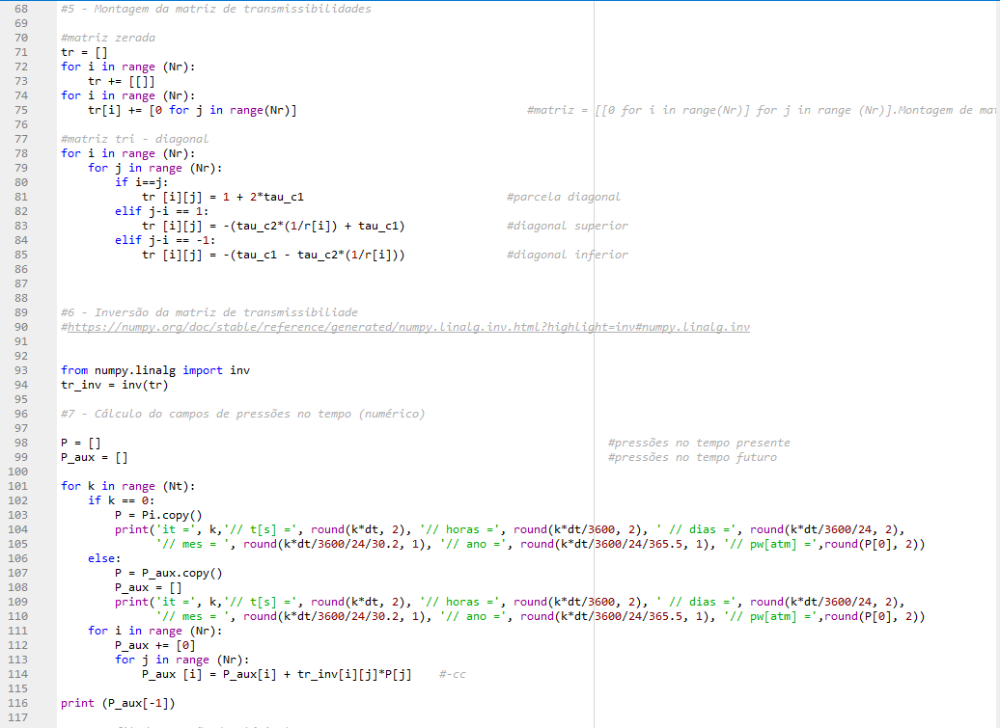 68 #5 - Montagem da matriz de transmissibilidades
69
70 #matriz zerada
71 tr = []
72 for i in range (Nr):
73     tr += [[]]
74 for i in range (Nr):
75     tr[i] += [0 for j in range(Nr)] #matriz = [[0 for i in range(Nr)] for j in range (Nr)].Montagem de
76
77 #matriz tri - diagonal
78 for i in range (Nr):
79     for j in range (Nr):
80         if i==j:
81             tr [i][j] = 1 + 2*tau_c1 #parcela diagonal
82         elif j-i == 1:
83             tr [i][j] = -(tau_c2*(1/r[i]) + tau_c1) #diagonal superior
84         elif j-i == -1:
85             tr [i][j] = -(tau_c1 - tau_c2*(1/r[i])) #diagonal inferior
86
87
88
89 #6 - Inversão da matriz de transmissibiliade
90 #https://numpy.org/doc/stable/reference/generated/numpy.linalg.inv.html?highlight=inv#numpy.linalg.inv
91
92
93 from numpy.linalg import inv
94 tr_inv = inv(tr)
95
96 #7 - Cálculo do campos de pressões no tempo (numérico)
97
98 P = [] #pressões no tempo presente
99 P_aux = [] #pressões no tempo futuro
100
101 for k in range (Nt):
102     if k == 0:
103         P = Pi.copy()
104         print('it =', k,'// t[s] =', round(k*dt, 2), '// horas =', round(k*dt/3600, 2), ' // dias =', round(k*dt/3600/24, 2),
105               '// mes = ', round(k*dt/3600/24/30.2, 1), '// ano =', round(k*dt/3600/24/365.5, 1), '// pw[atm] =',round(P[0], 2))
106     else:
107         P = P_aux.copy()
108         P_aux = []
109         print('it =', k,'// t[s] =', round(k*dt, 2), '// horas =', round(k*dt/3600, 2), ' // dias =', round(k*dt/3600/24, 2),
110               '// mes = ', round(k*dt/3600/24/30.2, 1), '// ano =', round(k*dt/3600/24/365.5, 1), '// pw[atm] =',round(P[0], 2))
111     for i in range (Nr):
112         P_aux += [0]
113         for j in range (Nr):
114             P_aux [i] = P_aux[i] + tr_inv[i][j]*P[j] #-cc
115
116 print (P_aux[-1])
117